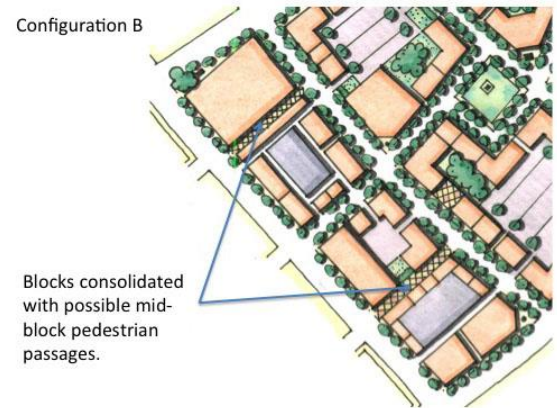 Configuration B
Blocks consolidated
with possible mid-
block pedestrian
passages.